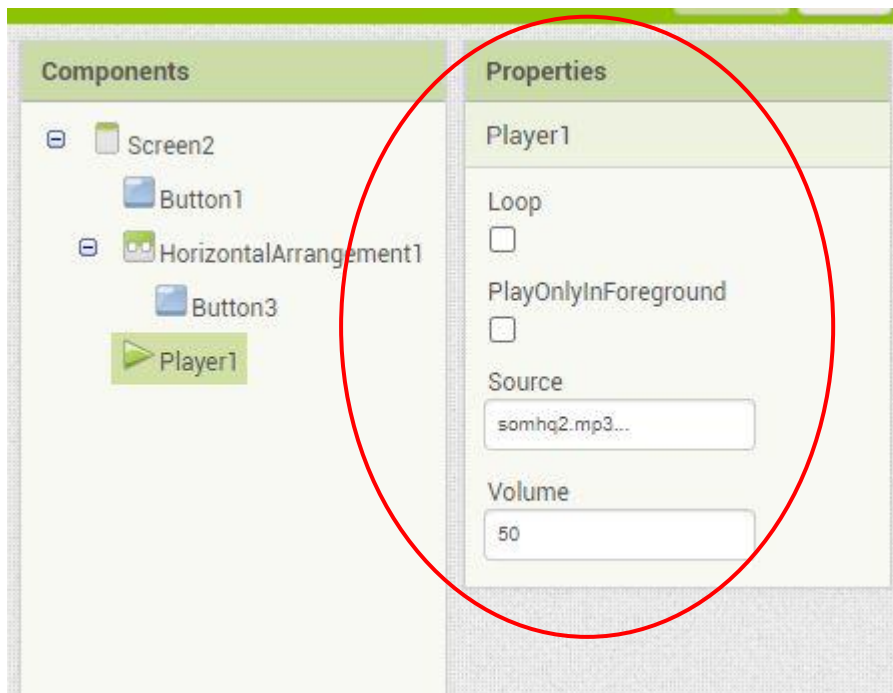 Components
Screen2
Button1
HorizontalArrangement1
Button3
Player1
Properties
Player1
Loop
PlayOnlyInForeground
Source
somhq2.mp3...
Volume
50